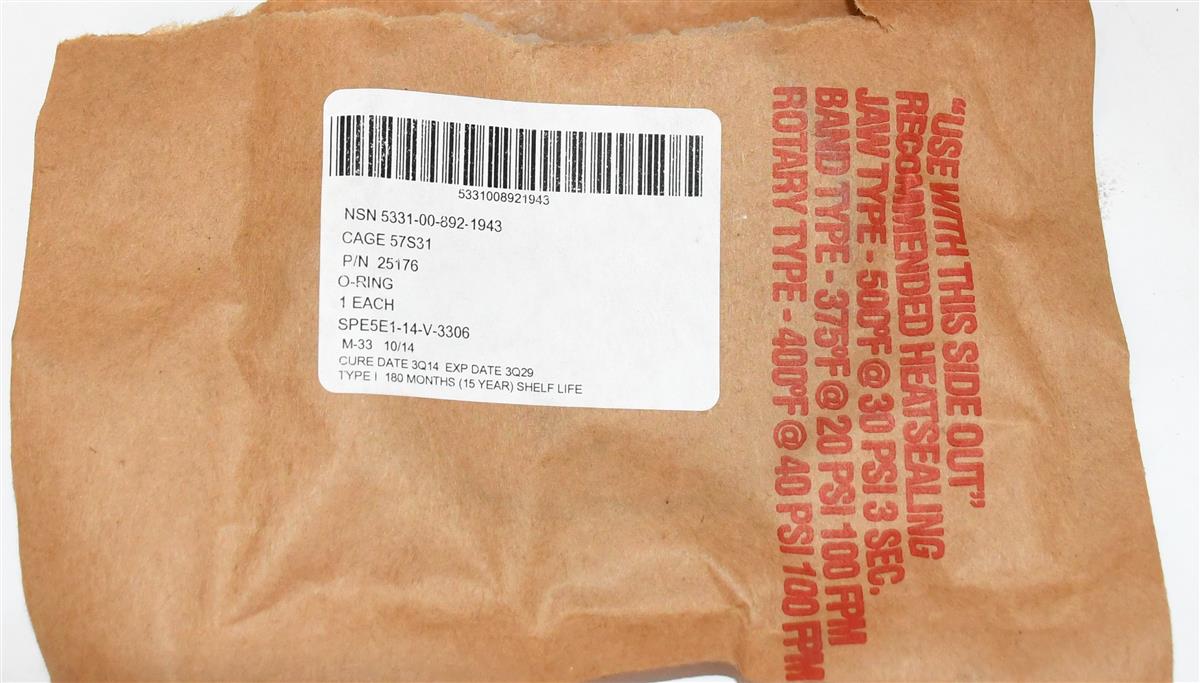 5331008921943
NSN 5331-00-892-1943
CAGE 57S31
P/N 25176
O-RING
1 EACH
SPE5E1-14-V-3306
M-33 10/14
CURE DATE 3Q14 EXP DATE 3Q29
TYPE I 180 MONTHS (15 YEAR) SHELF LIFE
"USE WITH THIS SIDE OUT"
RECOMMENDED HEATSEALING
JAW TYPE - 500°F @ 30 PSI 3 SEC.
BAND TYPE - 375°F @ 20 PSI 100 FPM
ROTARY TYPE - 400°F @ 40 PSI 100 FPM